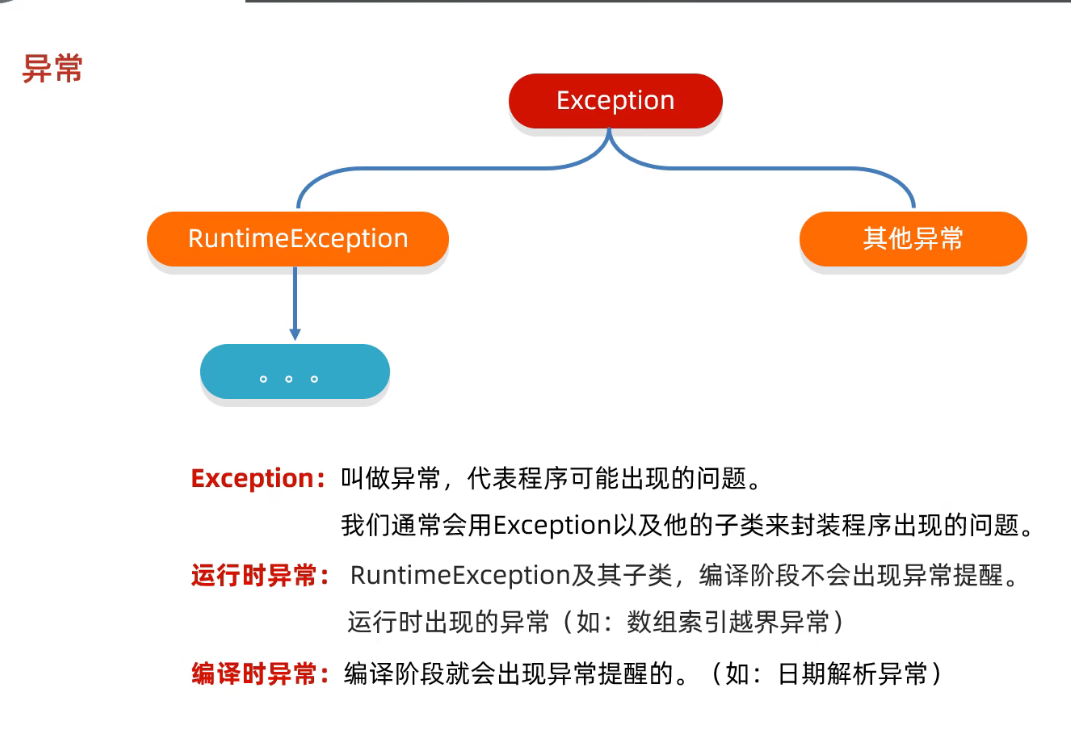 异常
Exception
RuntimeException
其他异常
。。。
Exception：叫做异常，代表程序可能出现的问题。
我们通常会用Exception以及他的子类来封装程序出现的问题。
运行时异常：RuntimeException及其子类，编译阶段不会出现异常提醒。
运行时出现的异常（如：数组索引越界异常）
编译时异常：编译阶段就会出现异常提醒的。（如：日期解析异常）